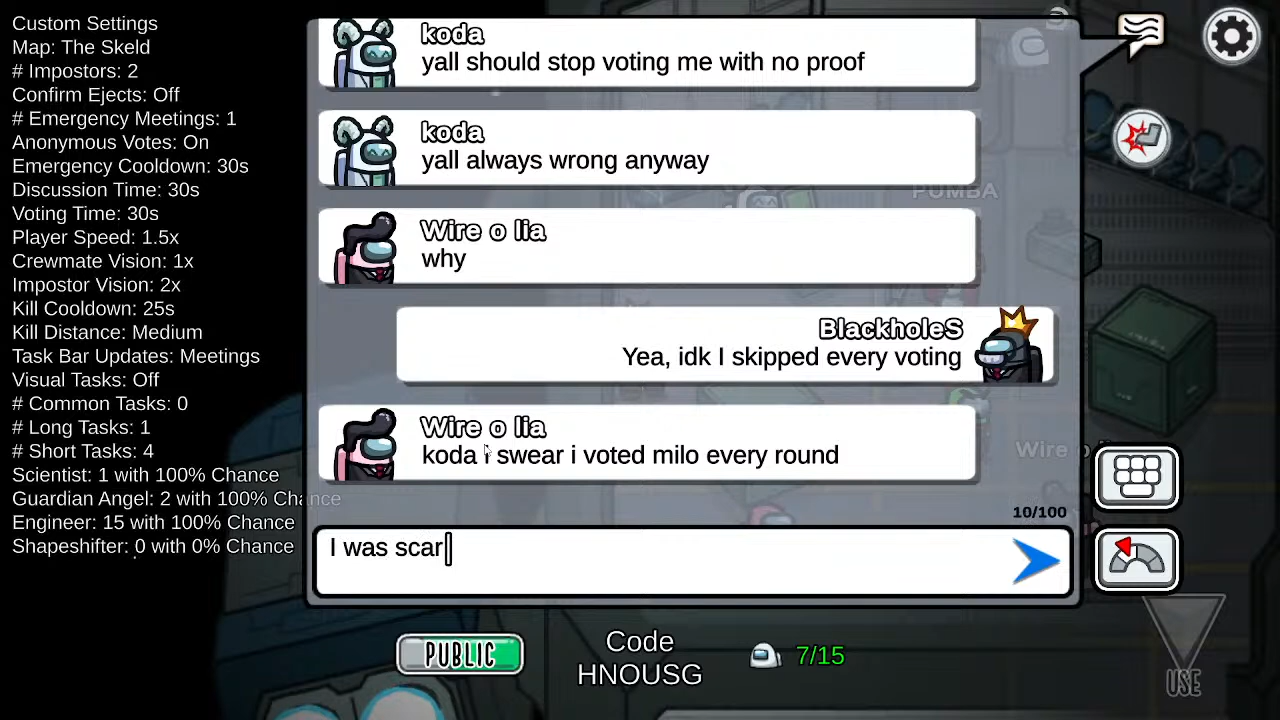 Custom Settings
Map: The Skeld
# Impostors: 2
Confirm Ejects: Off
# Emergency Meetings: 1
Anonymous Votes: On
Emergency Cooldown: 30s
Discussion Time: 30s
Voting Time: 30s
Player Speed: 1.5x
Crewmate Vision: 1x
Impostor Vision: 2x
Kill Cooldown: 25s
Kill Distance: Medium
Task Bar Updates: Meetings
Visual Tasks: Off
# Common Tasks: 0
# Long Tasks: 1
# Short Tasks: 4
Scientist: 1 with 100% Chance
Guardian Angel: 2 with 100% Chance
Engineer: 15 with 100% Chance
Shapeshifter: 0 with 0% Chance
koda
yall should stop voting me with no proof
koda
yall always wrong anyway
PUMBA
Wire o lia
why
BlackholeS
Yea, idk I skipped every voting
Wire o lia
koda i swear i voted milo every round
Wire o
10/100
I was scar
PUBLIC
Code
HNOUSG
7/15
USE